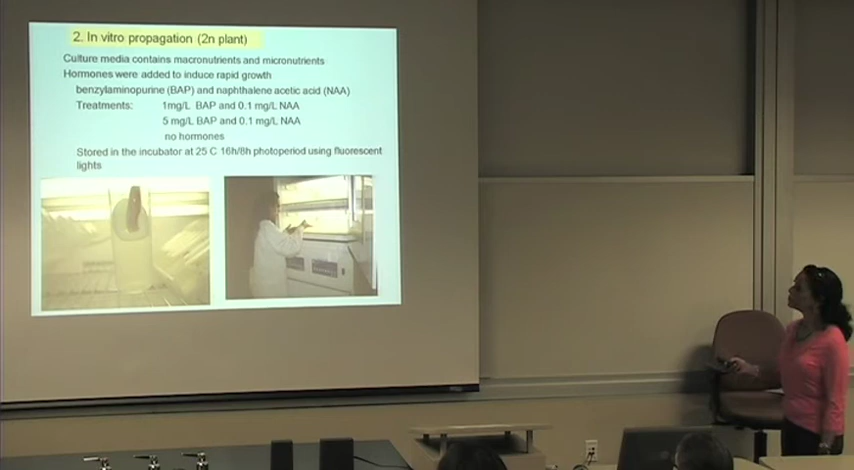 2. In vitro propagation (2n plant)
Culture media contains macronutrients and micronutrients
Hormones were added to induce rapid growth
benzylaminopurine (BAP) and naphthalene acetic acid (NAA)
Treatments: 1mg/L BAP and 0.1 mg/L NAA
5 mg/L BAP and 0.1 mg/L NAA
no hormones
Stored in the incubator at 25 C 16h/8h photoperiod using fluorescent
lights